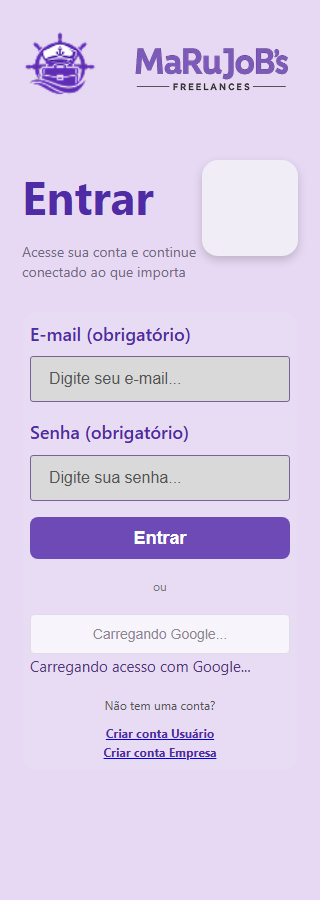 MaRuJoB's
FREELANCES
Entrar
Acesse sua conta e continue
conectado ao que importa
E-mail (obrigatório)
Digite seu e-mail...
Senha (obrigatório)
Digite sua senha...
Entrar
ou
Carregando Google...
Carregando acesso com Google...
Não tem uma conta?
Criar conta Usuário
Criar conta Empresa